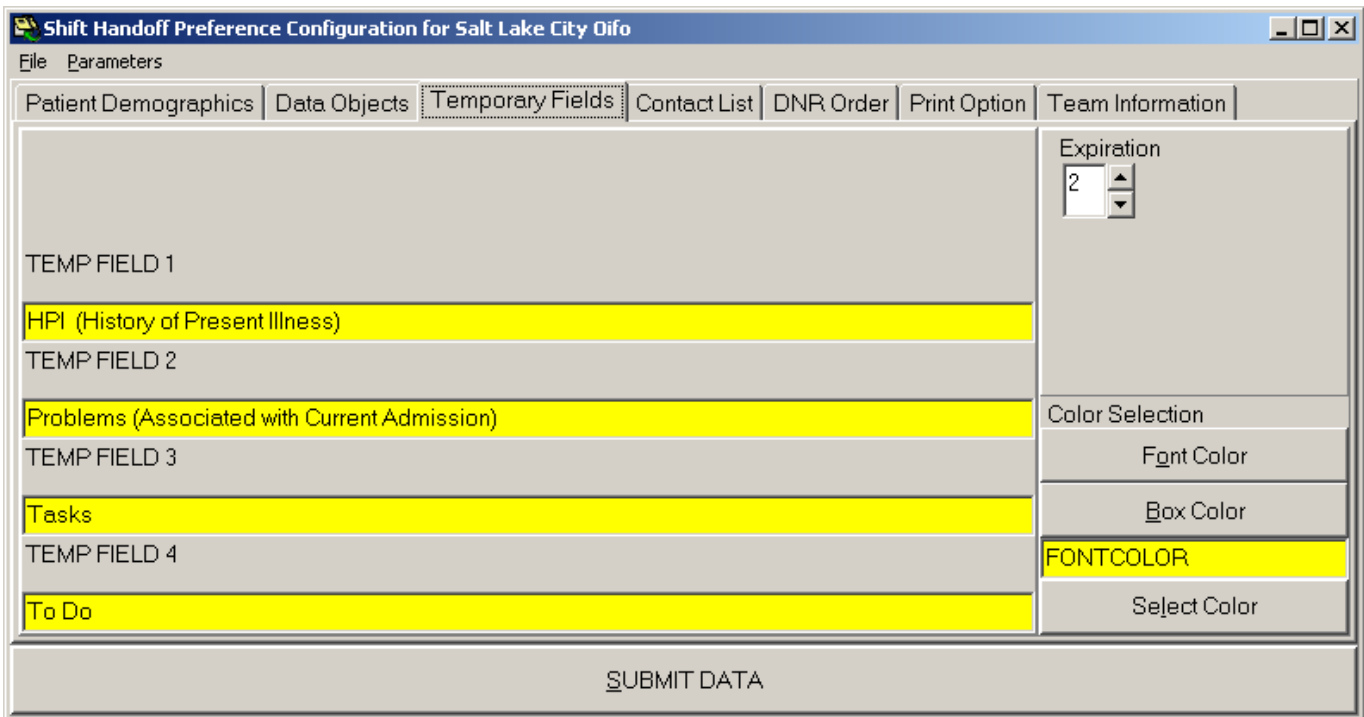 Shift Handoff Preference Configuration for Salt Lake City Oifo
File Parameters
Patient Demographics Data Objects Temporary Fields Contact List DNR Order Print Option Team Information
Expiration
2
TEMP FIELD 1
HPI (History of Present Illness)
TEMP FIELD 2
Problems (Associated with Current Admission)
TEMP FIELD 3
Tasks
TEMP FIELD 4
To Do
Color Selection
Font Color
Box Color
FONTCOLOR
Select Color
SUBMIT DATA